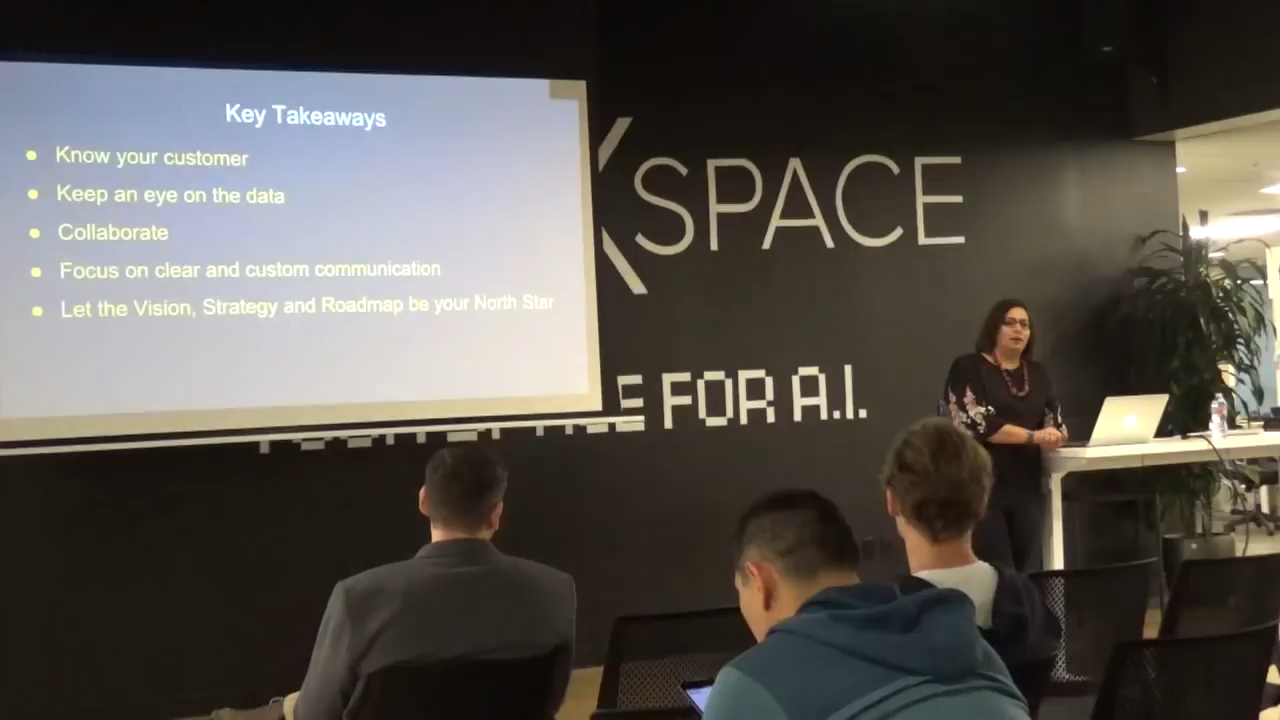 Key Takeaways
Know your customer
Keep an eye on the data
Collaborate
Focus on clear and custom communication
Let the Vision, Strategy and Roadmap be your North Star
SPACE
FOR A.I.